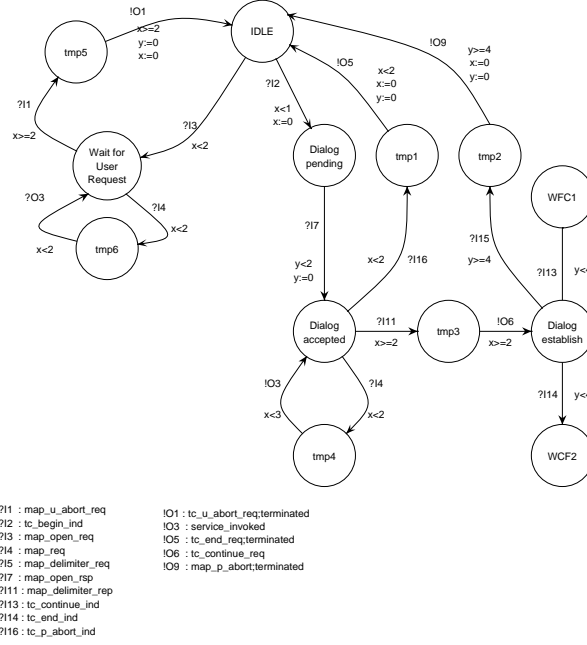 !O1
x>=2
y:=0
x:=0
IDLE
!O9
y>=4
x:=0
y:=0
tmp5
!O5
x<2
x:=0
y:=0
?I2
x<1
x:=0
?I1
x>=2
?I3
x<2
Wait for
User
Request
Dialog
pending
tmp1
tmp2
WFC1
?O3
x<2
?I4
x<2
tmp6
?I7
y<2
y:=0
x<2
?I16
?I15
y>=4
?I13
y<
Dialog
accepted
?I11
x>=2
tmp3
!O6
x>=2
Dialog
establish
!O3
x<3
?I4
x<2
?I14
y<
tmp4
WCF2
?I1 : map_u_abort_req
?I2 : tc_begin_ind
?I3 : map_open_req
?I4 : map_req
?I5 : map_delimiter_req
?I7 : map_open_rsp
?I11 : map_delimiter_rep
?I13 : tc_continue_ind
?I14 : tc_end_ind
?I16 : tc_p_abort_ind
!O1 : tc_u_abort_req;terminated
!O3 : service_invoked
!O5 : tc_end_req;terminated
!O6 : tc_continue_req
!O9 : map_p_abort;terminated